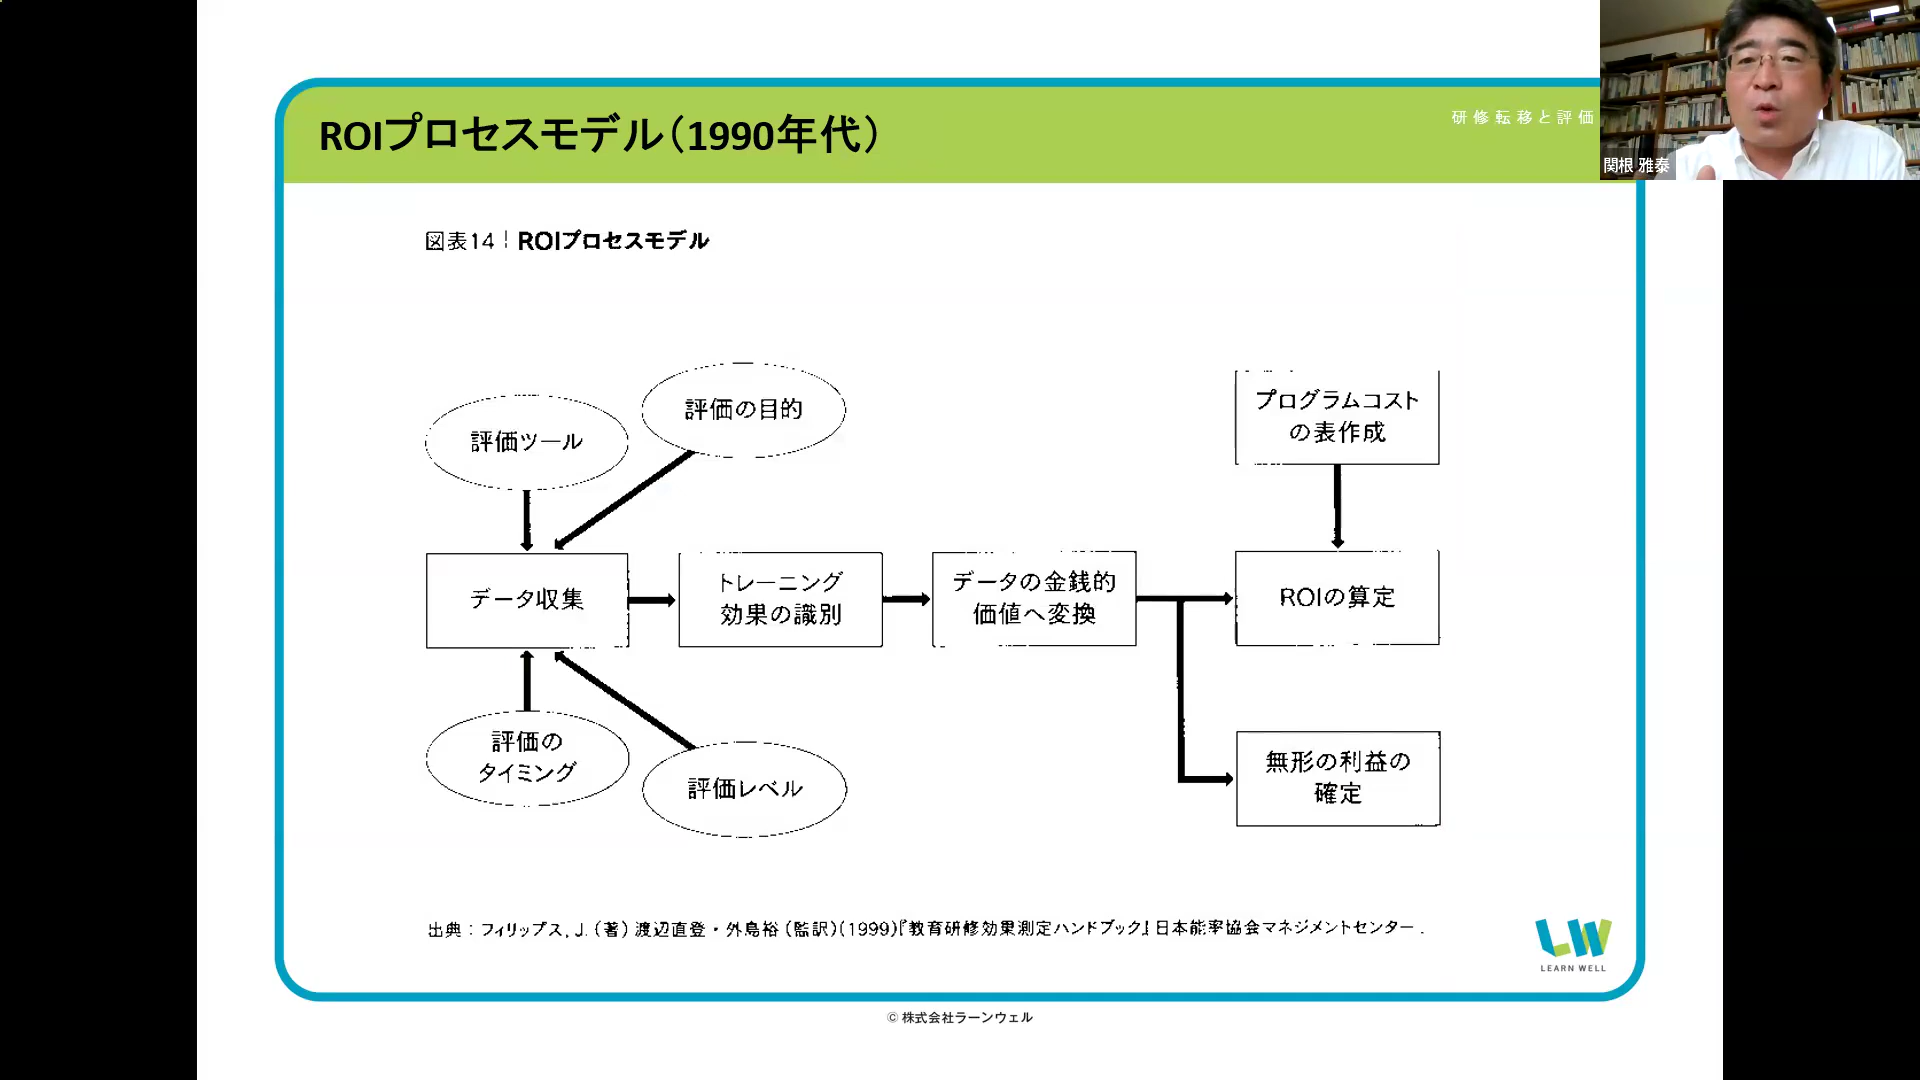 ROIプロセスモデル（1990年代）
研修転移と評価
関根 雅泰
図表14 | ROIプロセスモデル
評価ツール
評価の目的
プログラムコスト
の表作成
データ収集
トレーニング
効果の識別
データの金銭的
価値へ変換
ROIの算定
評価の
タイミング
評価レベル
無形の利益の
確定
出典：フィリップス, J.（著）渡辺直登・外島裕（監訳）（1999）『教育研修効果測定ハンドブック』日本能率協会マネジメントセンター.
LW
LEARN WELL
© 株式会社ラーンウェル